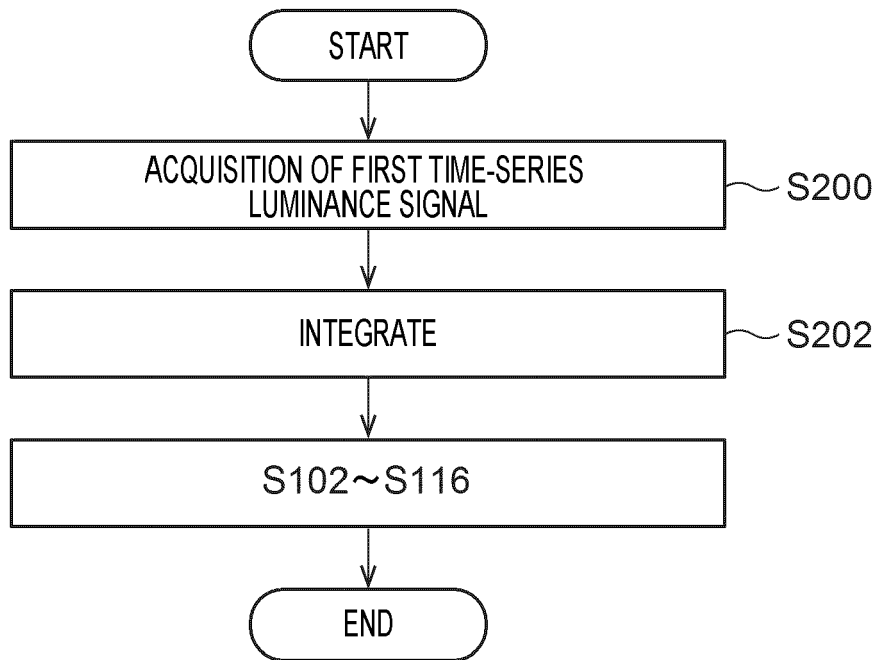 START
ACQUISITION OF FIRST TIME-SERIES
LUMINANCE SIGNAL
S200
INTEGRATE
S202
S102~S116
END